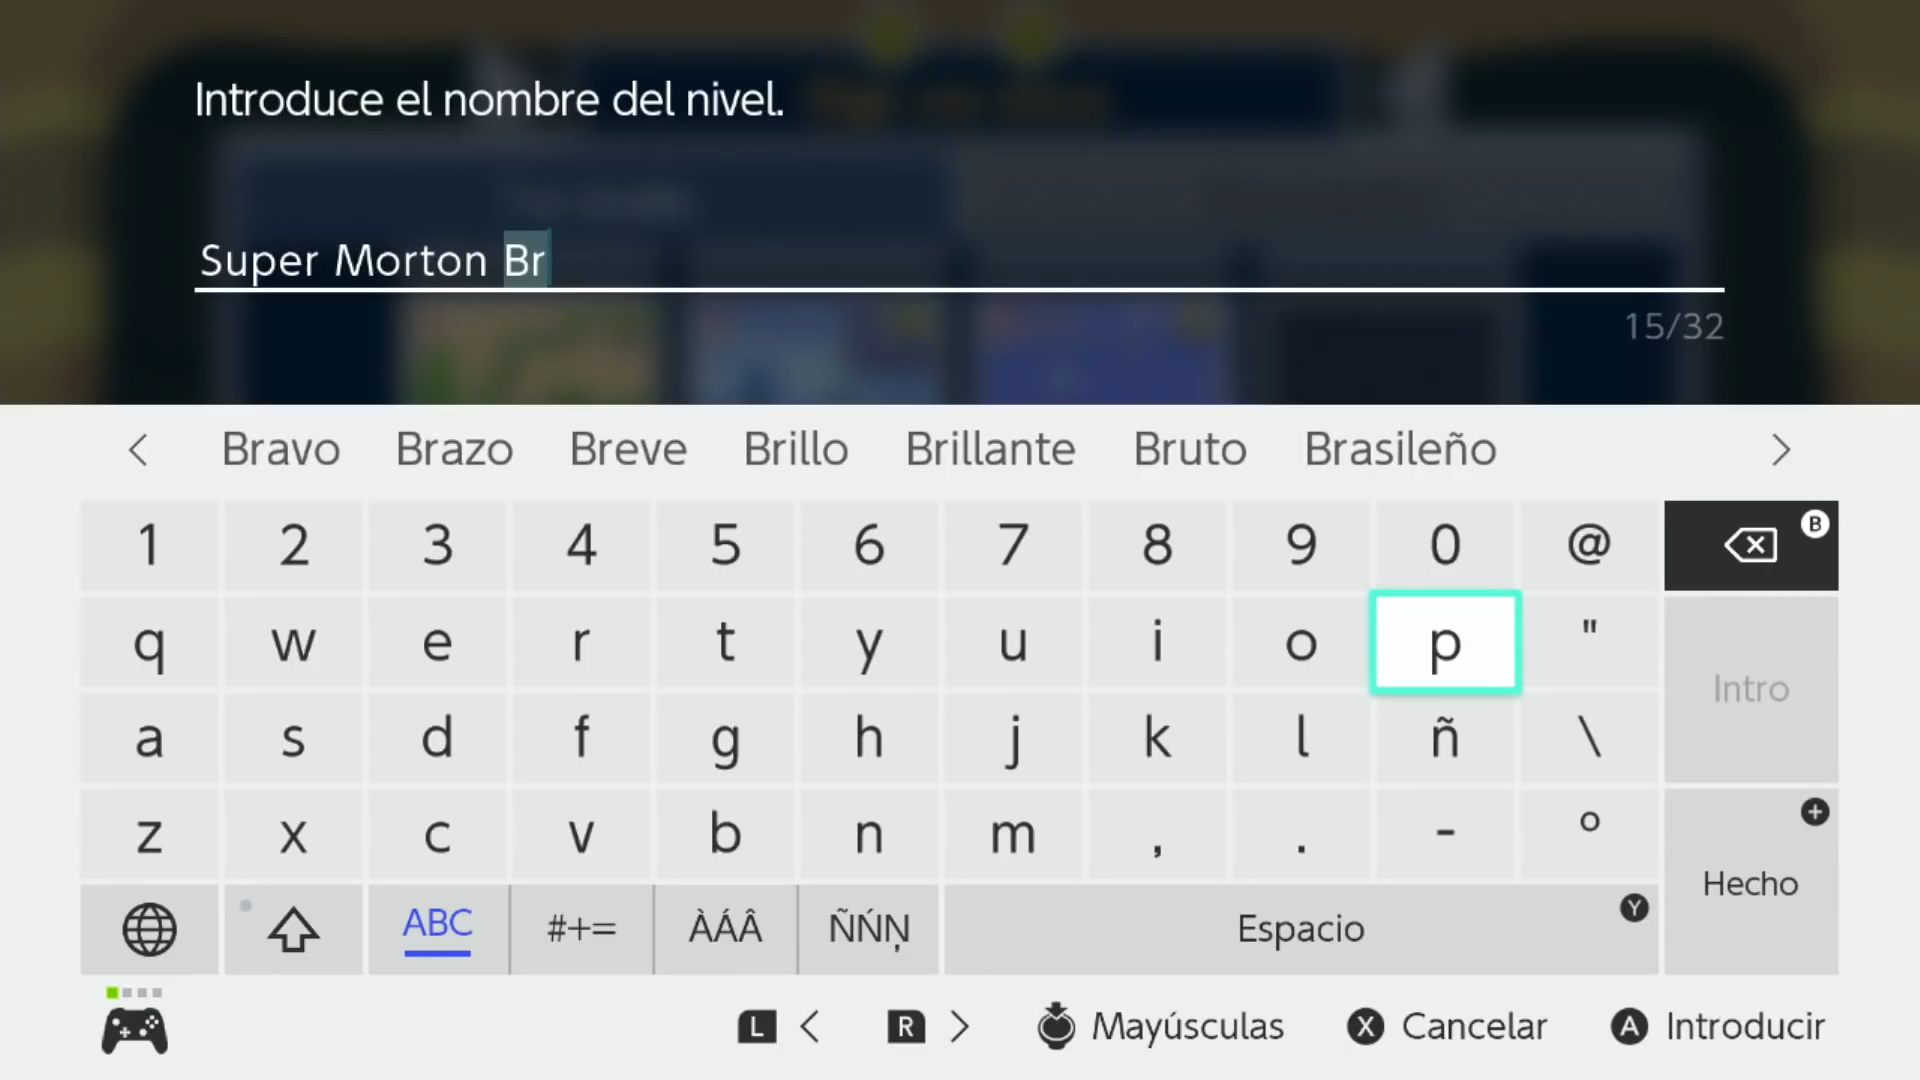 Introduce el nombre del nivel.
Super Morton Br
15/32
< Bravo Brazo Breve Brillo Brillante Bruto Brasileño >
1 2 3 4 5 6 7 8 9 0 @ B
q w e r t y u i o p "
Intro
a s d f g h j k l ñ \
z x c v b n m , . - º +
Hecho
ABC #+= ÀÁÂ ÑŃŅ Espacio Y
L < R > Mayúsculas X Cancelar A Introducir